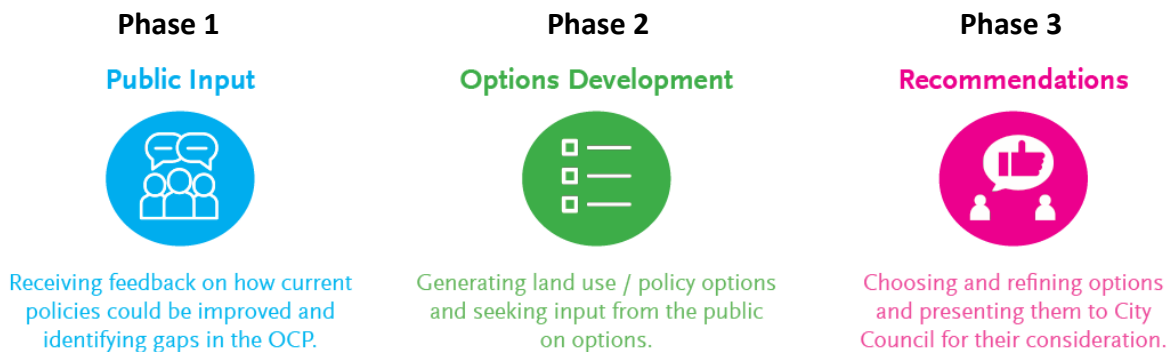 Phase 1
Public Input
Receiving feedback on how current
policies could be improved and
identifying gaps in the OCP.
Phase 2
Options Development
Generating land use / policy options
and seeking input from the public
on options.
Phase 3
Recommendations
Choosing and refining options
and presenting them to City
Council for their consideration.